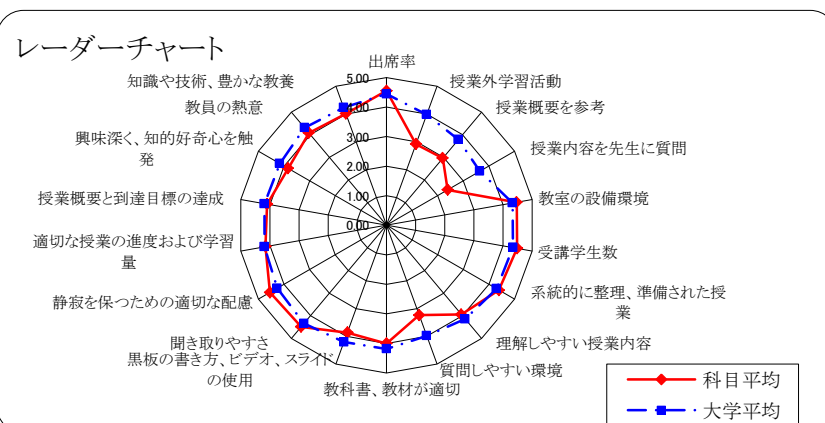 レーダーチャート
出席率
授業外学習活動
授業概要を参考
授業内容を先生に質問
教室の設備環境
受講学生数
系統的に整理、準備された授
業
理解しやすい授業内容
質問しやすい環境
教科書、教材が適切
黒板の書き方、ビデオ、スライド
の使用
聞き取りやすさ
静寂を保つための適切な配慮
適切な授業の進度および学習
量
授業概要と到達目標の達成
興味深く、知的好奇心を触
発
教員の熱意
知識や技術、豊かな教養
5.00
4.00
3.00
2.00
1.00
0.00
科目平均
大学平均